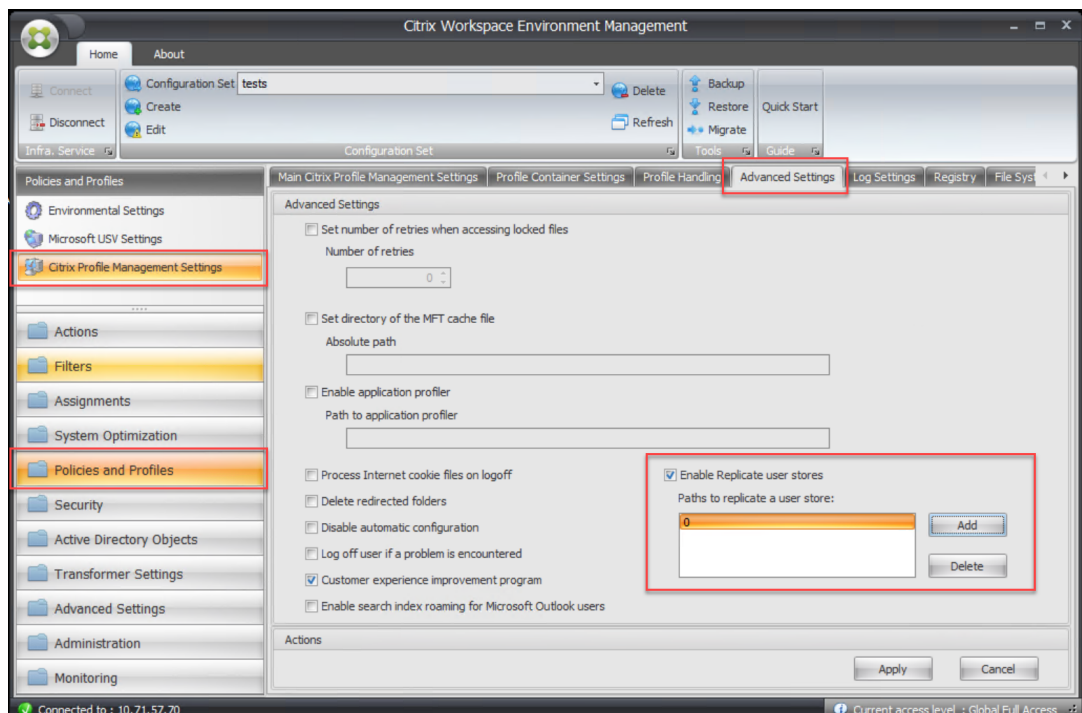 Citrix Workspace Environment Management
Home About
Connect
Disconnect
Infra. Service
Configuration Set tests
Create
Edit
Delete
Refresh
Configuration Set
Backup
Restore
Migrate
Tools
Quick Start
Guide
Policies and Profiles
Environmental Settings
Microsoft USV Settings
Citrix Profile Management Settings
Actions
Filters
Assignments
System Optimization
Policies and Profiles
Security
Active Directory Objects
Transformer Settings
Advanced Settings
Administration
Monitoring
Main Citrix Profile Management Settings Profile Container Settings Profile Handling Advanced Settings Log Settings Registry File Syst
Advanced Settings
Set number of retries when accessing locked files
Number of retries
0
Set directory of the MFT cache file
Absolute path
Enable application profiler
Path to application profiler
Process Internet cookie files on logoff
Delete redirected folders
Disable automatic configuration
Log off user if a problem is encountered
Customer experience improvement program
Enable search index roaming for Microsoft Outlook users
Enable Replicate user stores
Paths to replicate a user store:
0
Add
Delete
Actions
Apply Cancel
Connected to : 10.71.57.70
Current access level : Global Full Access